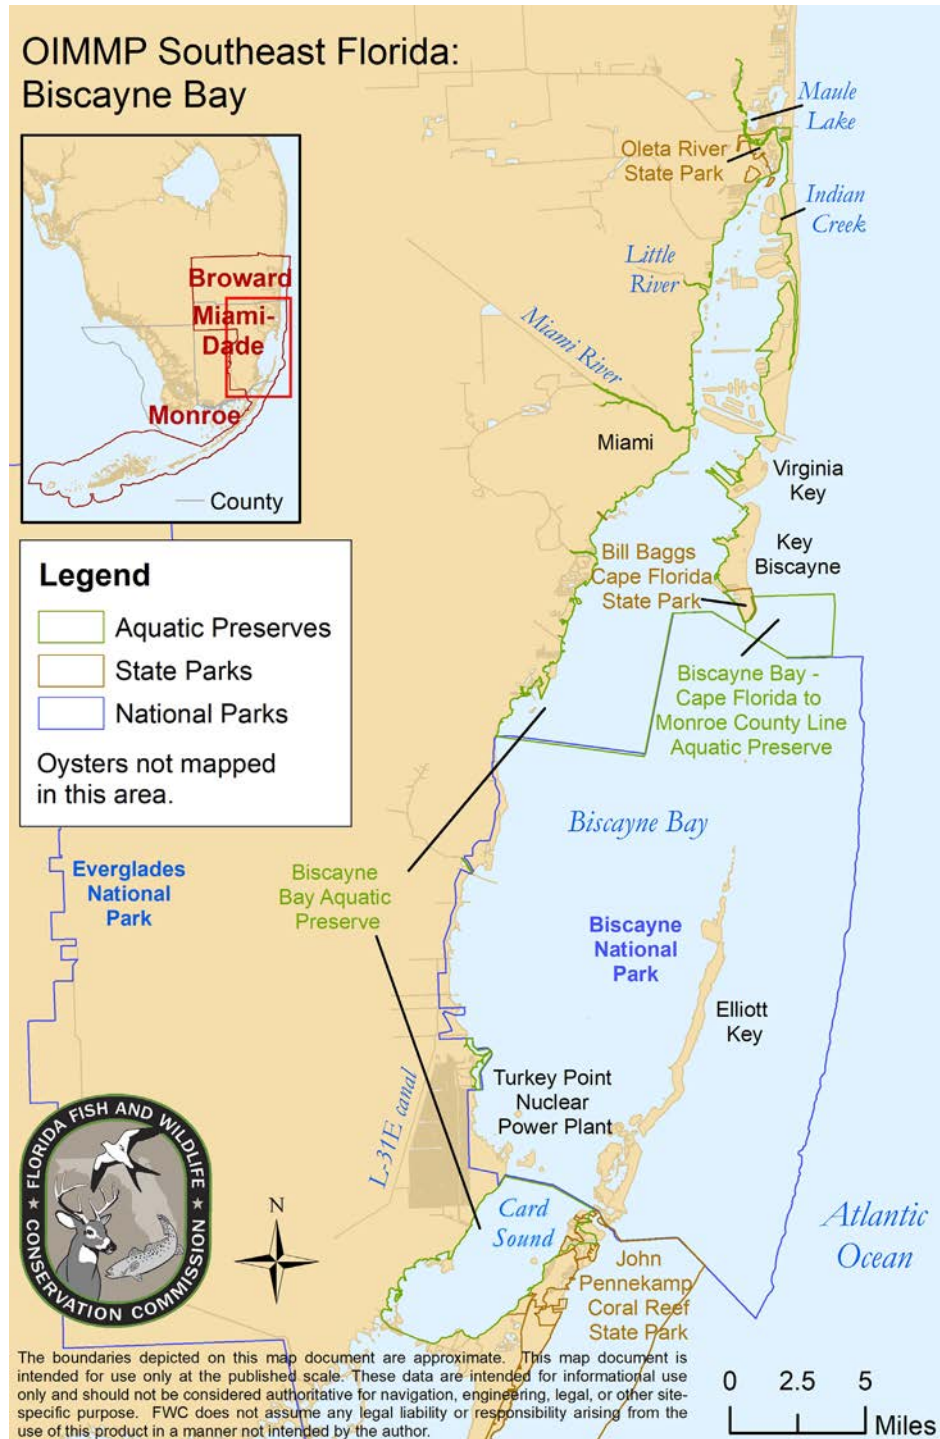 OIMMP Southeast Florida:
Biscayne Bay
Maule
Lake
Oleta River
State Park
Indian
Creek
Little
River
Miami River
Broward
Miami-
Dade
Monroe
County
Miami
Virginia
Key
Key
Biscayne
Bill Baggs
Cape Florida
State Park
Legend
Aquatic Preserves
State Parks
National Parks
Oysters not mapped
in this area.
Biscayne Bay -
Cape Florida to
Monroe County Line
Aquatic Preserve
Biscayne Bay
Everglades
National
Park
Biscayne
Bay Aquatic
Preserve
Biscayne
National
Park
Elliott
Key
Turkey Point
Nuclear
Power Plant
L-31E canal
FLORIDA FISH AND WILDLIFE
CONSERVATION COMMISSION
N
Card
Sound
Atlantic
Ocean
John
Pennekamp
Coral Reef
State Park
The boundaries depicted on this map document are approximate. This map document is
intended for use only at the published scale. These data are intended for informational use
only and should not be considered authoritative for navigation, engineering, legal, or other site-
specific purpose. FWC does not assume any legal liability or responsibility arising from the
use of this product in a manner not intended by the author.
0 2.5 5
Miles